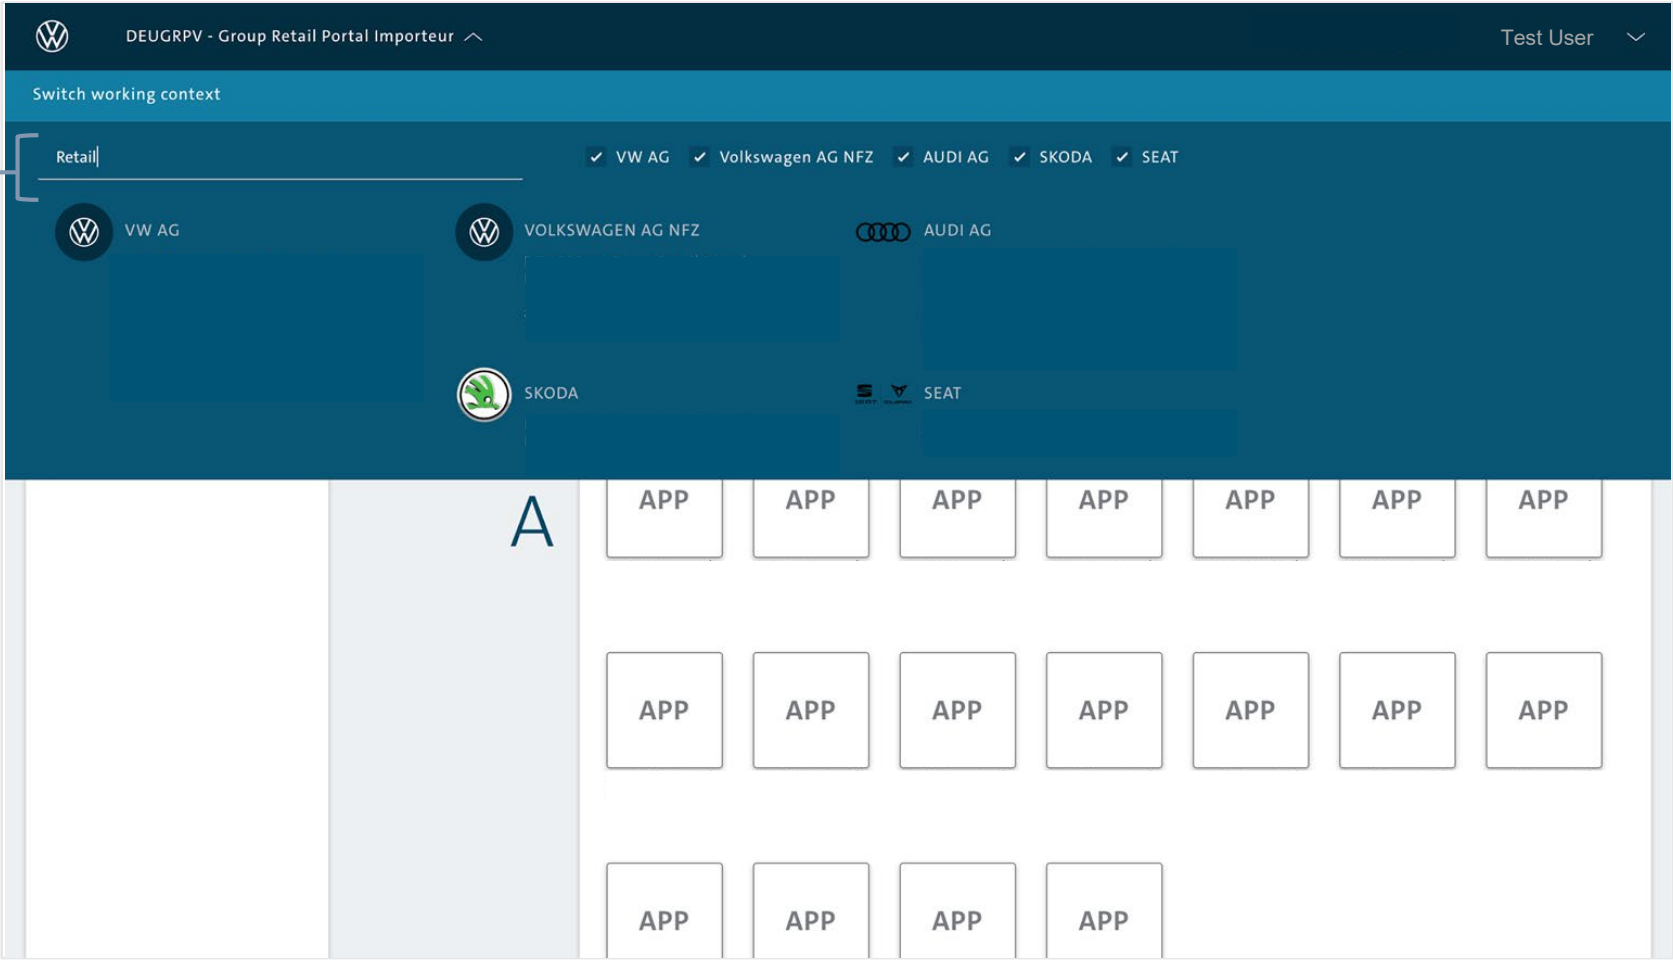 DEUGRPV - Group Retail Portal Importeur
Test User
Switch working context
Retail
VW AG
Volkswagen AG NFZ
AUDI AG
SKODA
SEAT
VW AG
VOLKSWAGEN AG NFZ
AUDI AG
SKODA
SEAT
A
APP APP APP APP APP APP APP
APP APP APP APP APP APP APP
APP APP APP APP